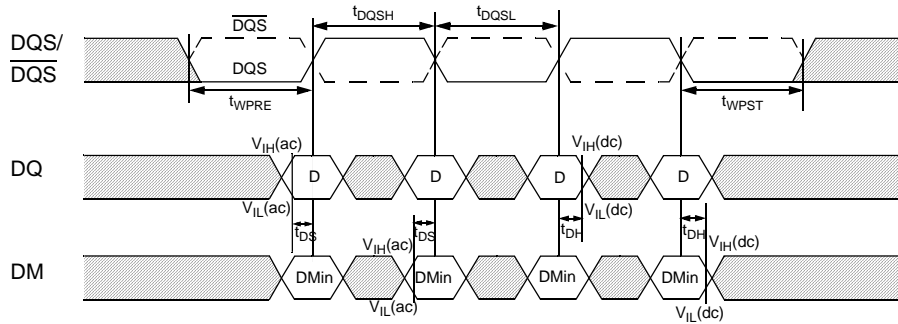 tDQSH
tDQSL
DQS
DQS/
DQS
DQS
tWPRE
tWPST
VIH(ac)
VIH(dc)
DQ
D
D
D
D
VIL(ac)
VIL(dc)
tDS
tDS
tDH
tDH
VIH(ac)
VIH(dc)
DM
DMin
DMin
DMin
DMin
VIL(ac)
VIL(dc)